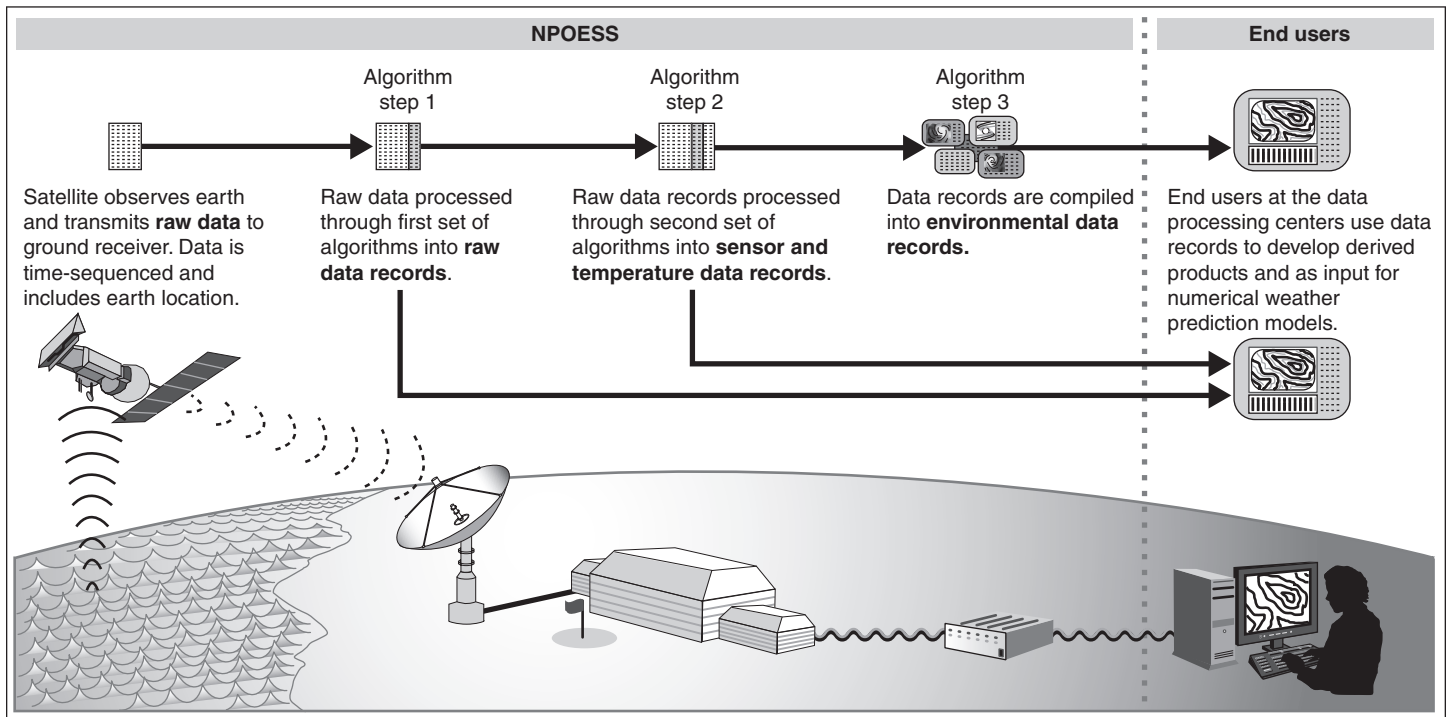 NPOESS
End users
Algorithm
step 1
Algorithm
step 2
Algorithm
step 3
Satellite observes earth
and transmits raw data to
ground receiver. Data is
time-sequenced and
includes earth location.
Raw data processed
through first set of
algorithms into raw
data records.
Raw data records processed
through second set of
algorithms into sensor and
temperature data records.
Data records are compiled
into environmental data
records.
End users at the data
processing centers use data
records to develop derived
products and as input for
numerical weather
prediction models.